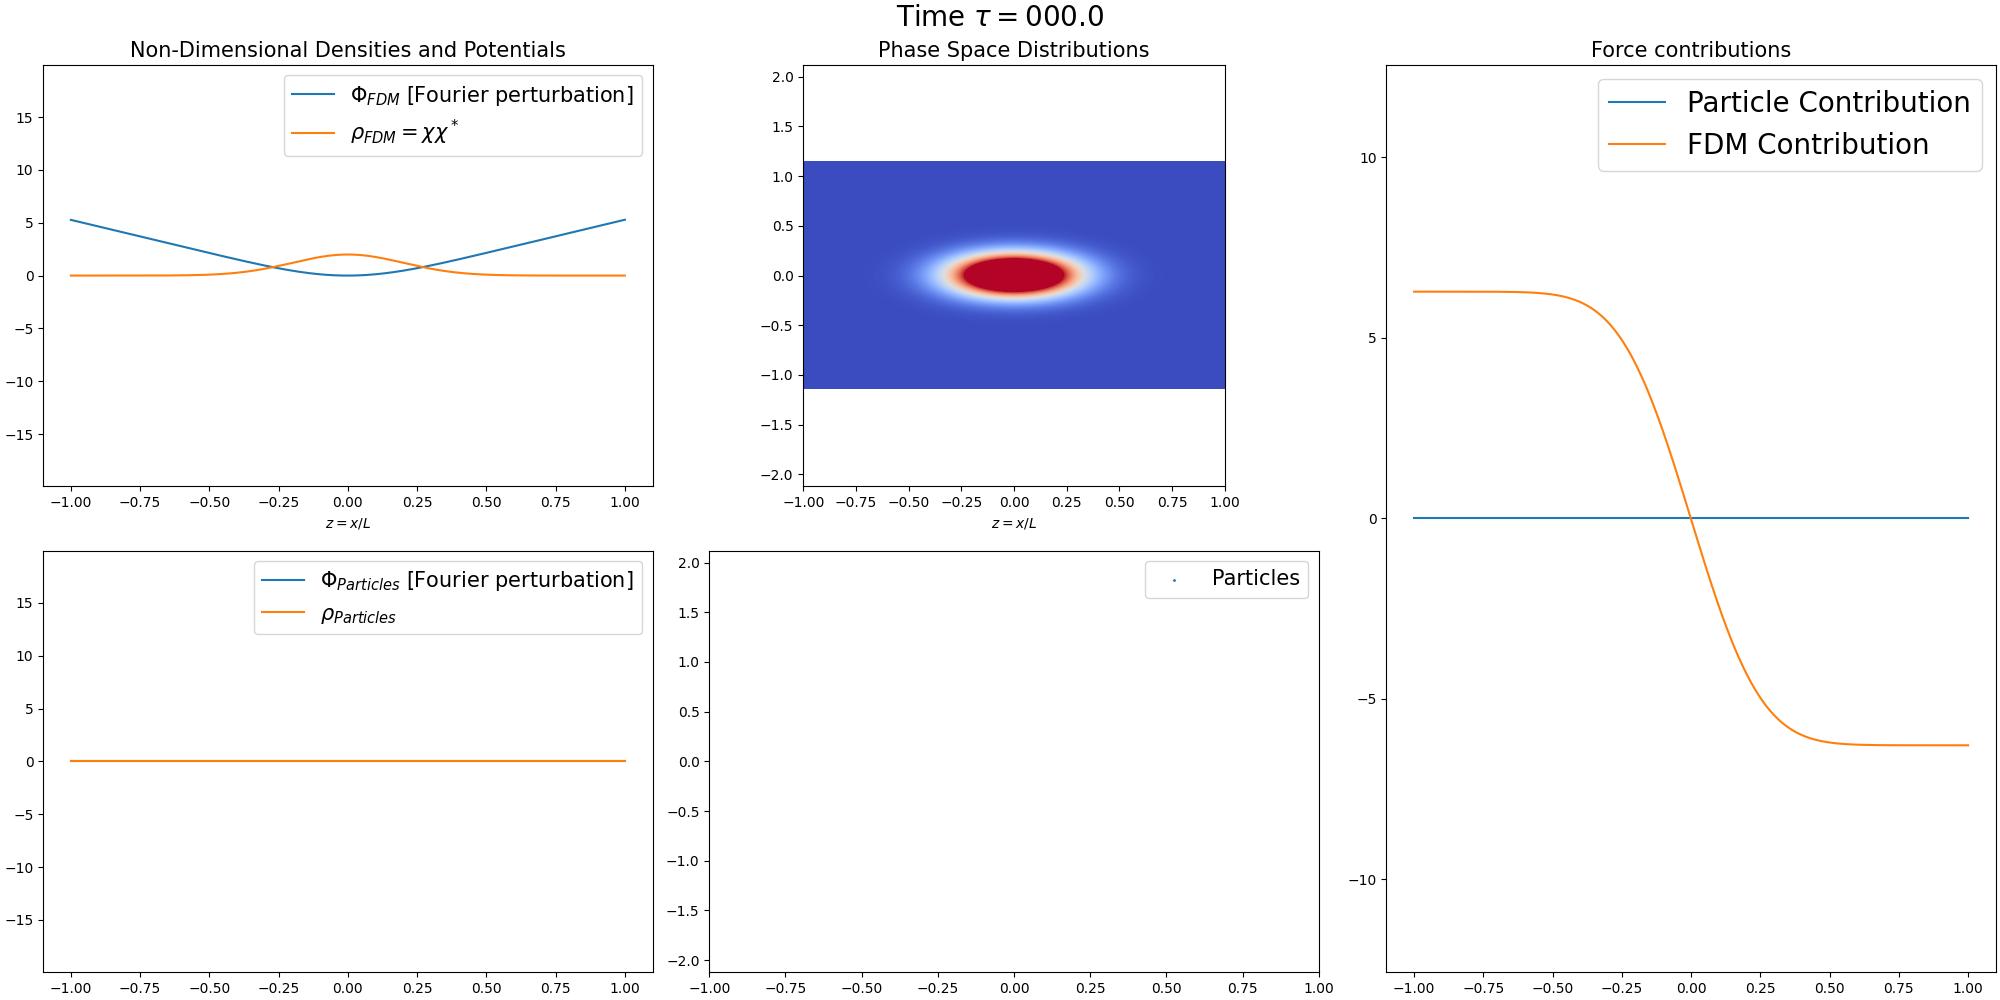 Time τ = 000.0
Non-Dimensional Densities and Potentials
Φ_FDM [Fourier perturbation]
ρ_FDM = χχ*
15
10
5
0
−5
−10
−15
−1.00 −0.75 −0.50 −0.25 0.00 0.25 0.50 0.75 1.00
z = x/L
Phase Space Distributions
2.0
1.5
1.0
0.5
0.0
−0.5
−1.0
−1.5
−2.0
−1.00 −0.75 −0.50 −0.25 0.00 0.25 0.50 0.75 1.00
z = x/L
Force contributions
Particle Contribution
FDM Contribution
10
5
0
−5
−10
−1.00 −0.75 −0.50 −0.25 0.00 0.25 0.50 0.75 1.00
Φ_Particles [Fourier perturbation]
ρ_Particles
15
10
5
0
−5
−10
−15
−1.00 −0.75 −0.50 −0.25 0.00 0.25 0.50 0.75 1.00
Particles
2.0
1.5
1.0
0.5
0.0
−0.5
−1.0
−1.5
−2.0
−1.00 −0.75 −0.50 −0.25 0.00 0.25 0.50 0.75 1.00